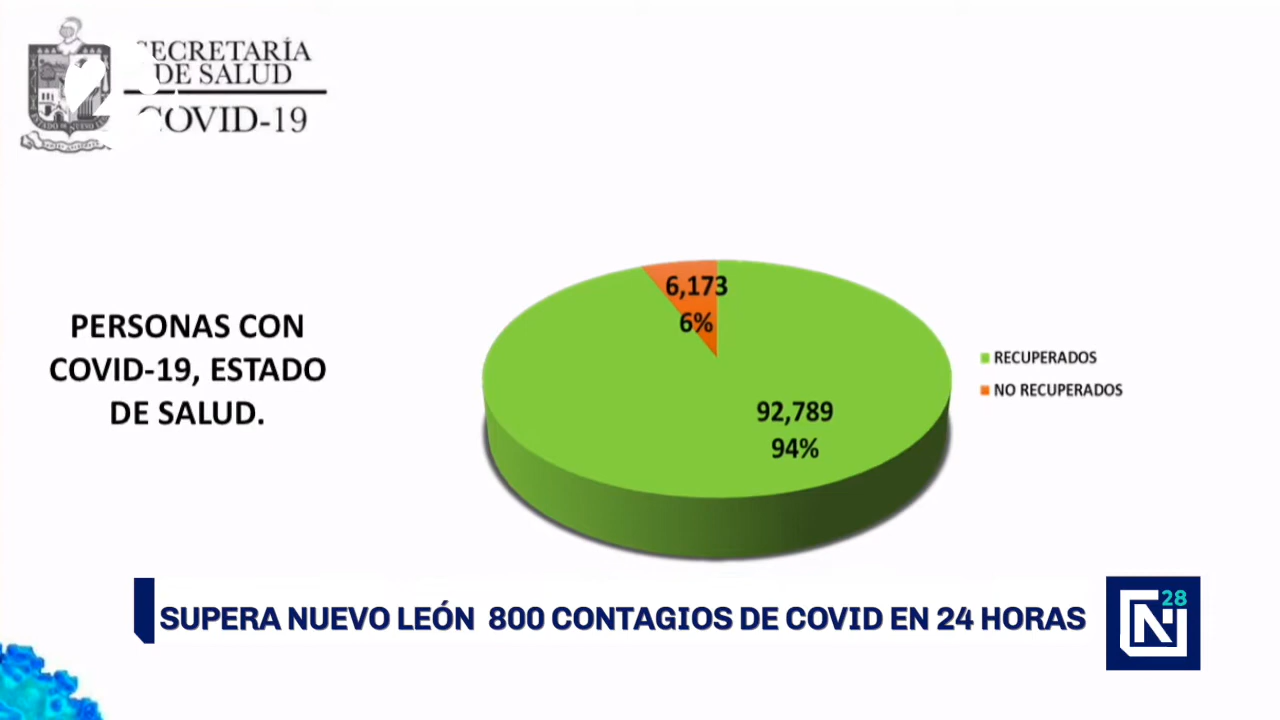 SECRETARÍA
DE SALUD
COVID-19
PERSONAS CON
COVID-19, ESTADO
DE SALUD.
6,173
6%
92,789
94%
RECUPERADOS
NO RECUPERADOS
SUPERA NUEVO LEÓN 800 CONTAGIOS DE COVID EN 24 HORAS
N 28